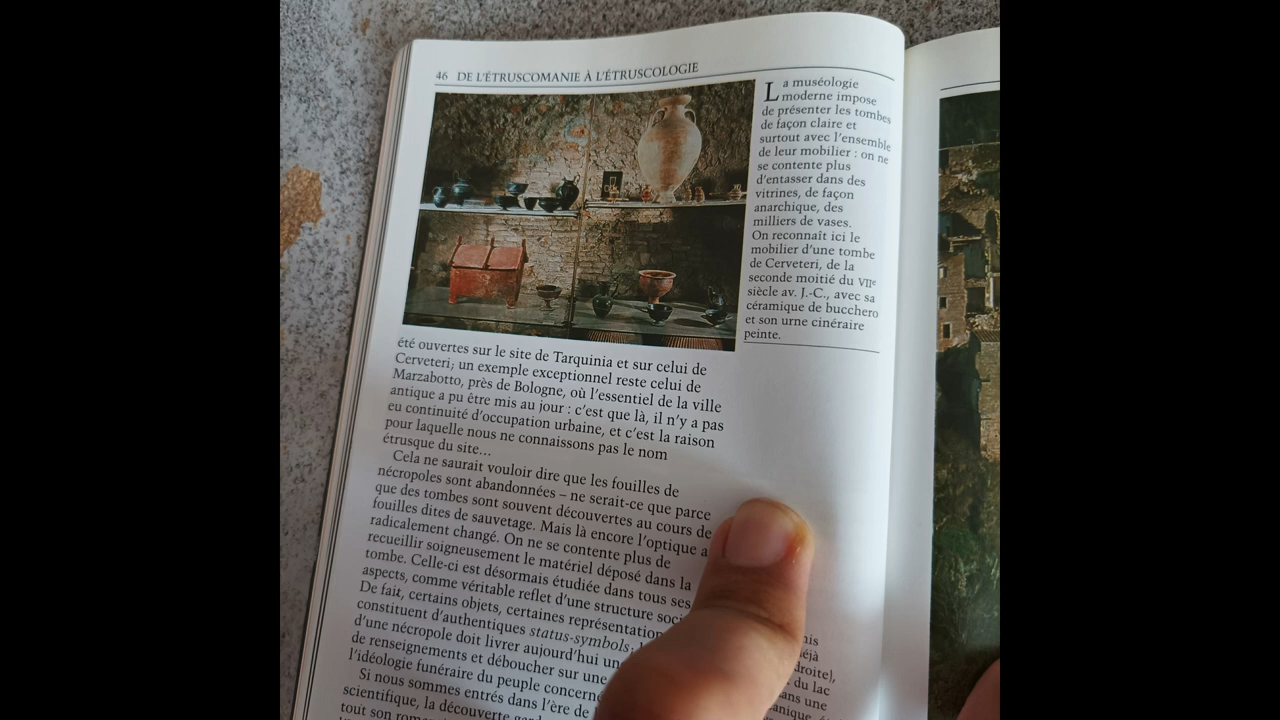 46 DE L'ÉTRUSCOMANIE À L'ÉTRUSCOLOGIE
La muséologie
moderne impose
de présenter les tombes
de façon claire et
surtout avec l'ensemble
de leur mobilier : on ne
se contente plus
d'entasser dans des
vitrines, de façon
anarchique, des
milliers de vases.
On reconnaît ici le
mobilier d'une tombe
de Cerveteri, de la
seconde moitié du VIIe
siècle av. J.-C., avec sa
céramique de bucchero
et son urne cinéraire
peinte.
été ouvertes sur le site de Tarquinia et sur celui de
Cerveteri; un exemple exceptionnel reste celui de
Marzabotto, près de Bologne, où l'essentiel de la ville
antique a pu être mis au jour : c'est que là, il n'y a pas
eu continuité d'occupation urbaine, et c'est la raison
pour laquelle nous ne connaissons pas le nom
étrusque du site...
Cela ne saurait vouloir dire que les fouilles de
nécropoles sont abandonnées – ne serait-ce que parce
que des tombes sont souvent découvertes au cours de
fouilles dites de sauvetage. Mais là encore l'optique a
radicalement changé. On ne se contente plus de
recueillir soigneusement le matériel déposé dans la
tombe. Celle-ci est désormais étudiée dans tous ses
aspects, comme véritable reflet d'une structure
De fait, certains objets, certaines
constituent d'authentiques status-symbols;
d'une nécropole doit livrer aujourd'hui
de renseignements et déboucher sur une
l'idéologie funéraire du peuple
Si nous sommes entrés dans l'ère de
scientifique, la découverte
tout son
droite),
du lac
une